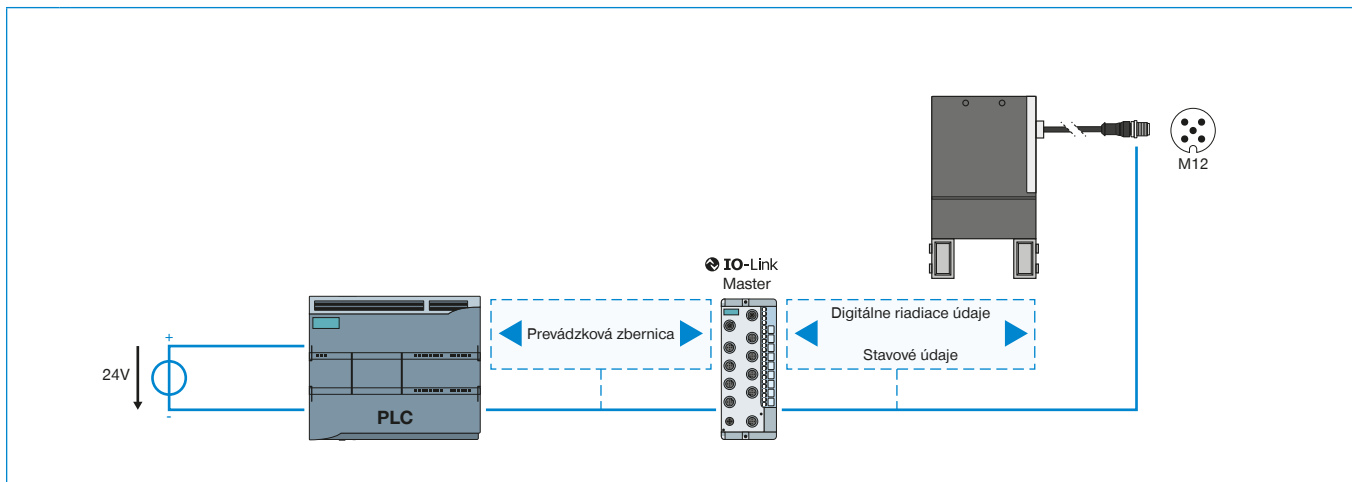 M12
IO-Link
Master
Digitálne riadiace údaje
Prevádzková zbernica
Stavové údaje
+
24V
-
PLC